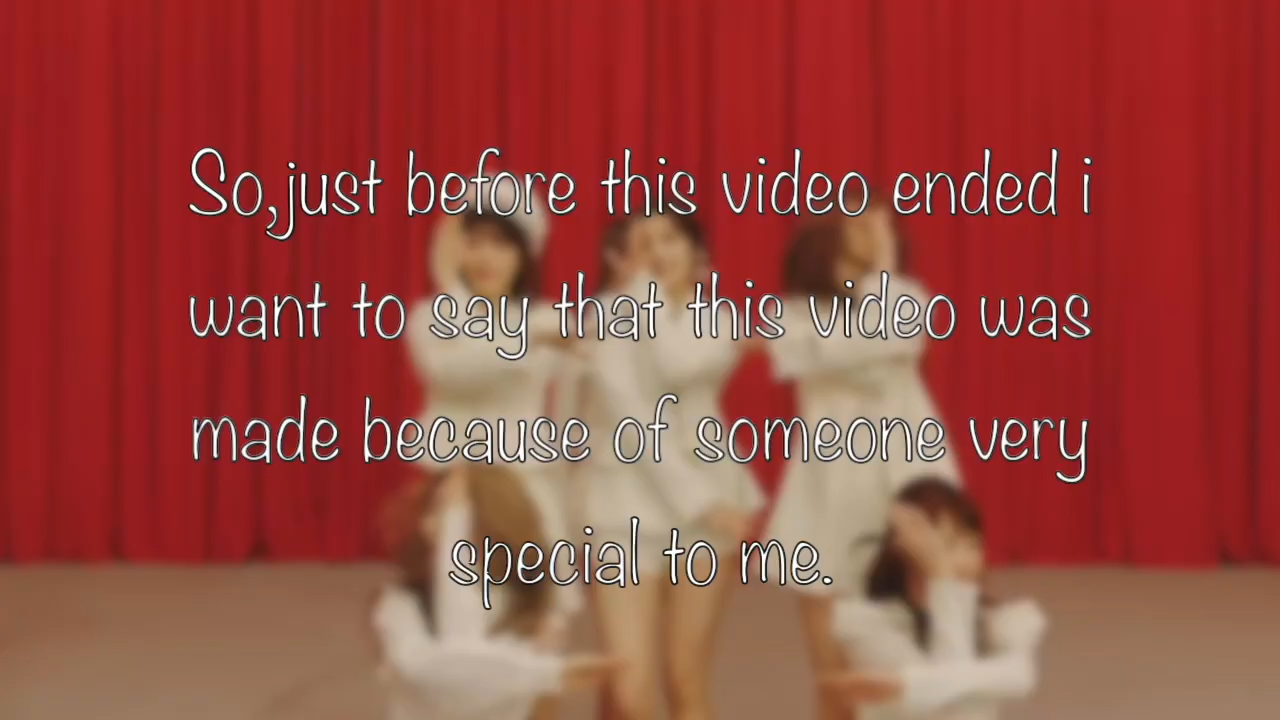 So,just before this video ended i
want to say that this video was
made because of someone very
special to me.